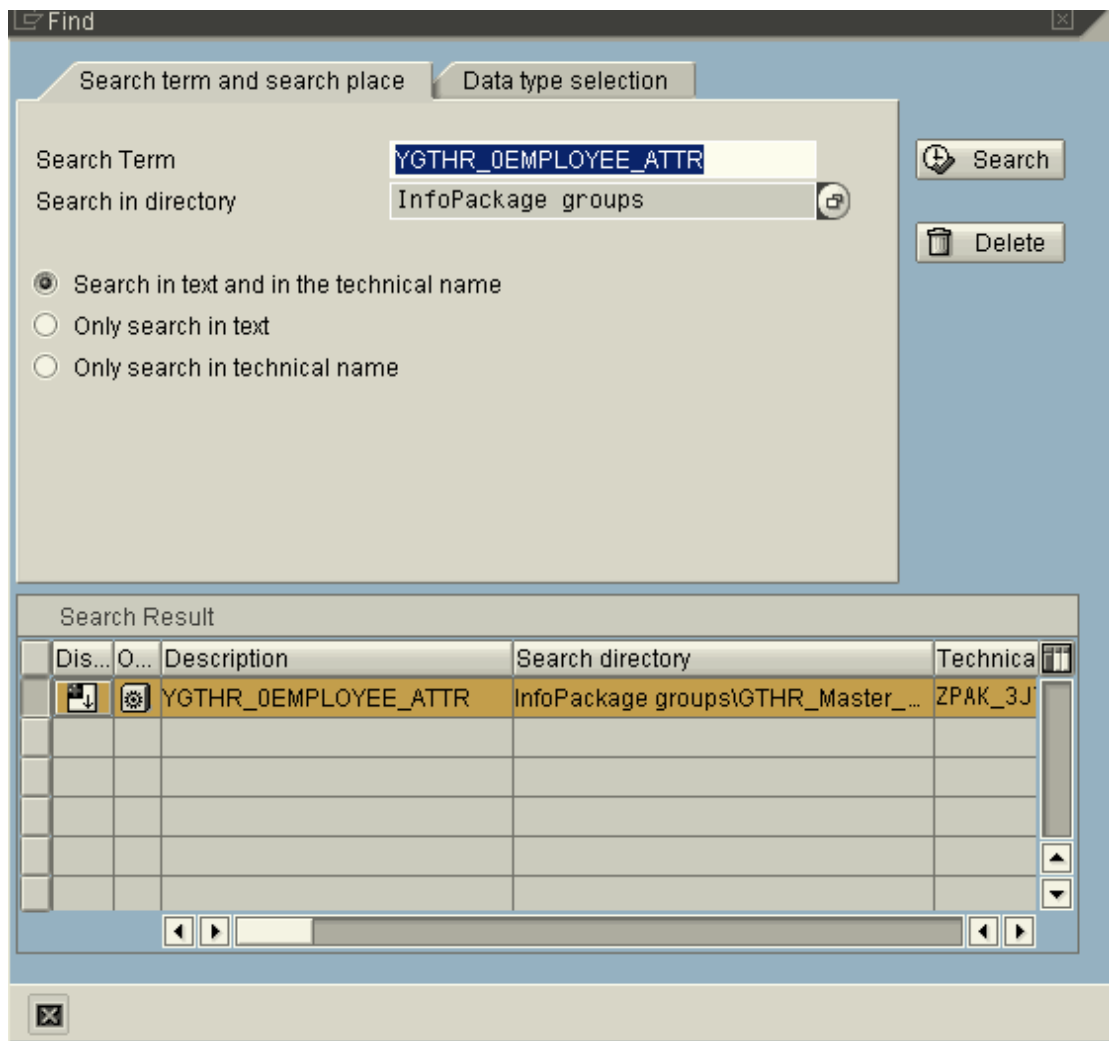 Find
Search term and search place Data type selection
Search Term YGTHR_0EMPLOYEE_ATTR Search
Search in directory InfoPackage groups
Delete
Search in text and in the technical name
Only search in text
Only search in technical name
Search Result
Dis... O... Description Search directory Technica
YGTHR_0EMPLOYEE_ATTR InfoPackage groups\GTHR_Master_... ZPAK_3J